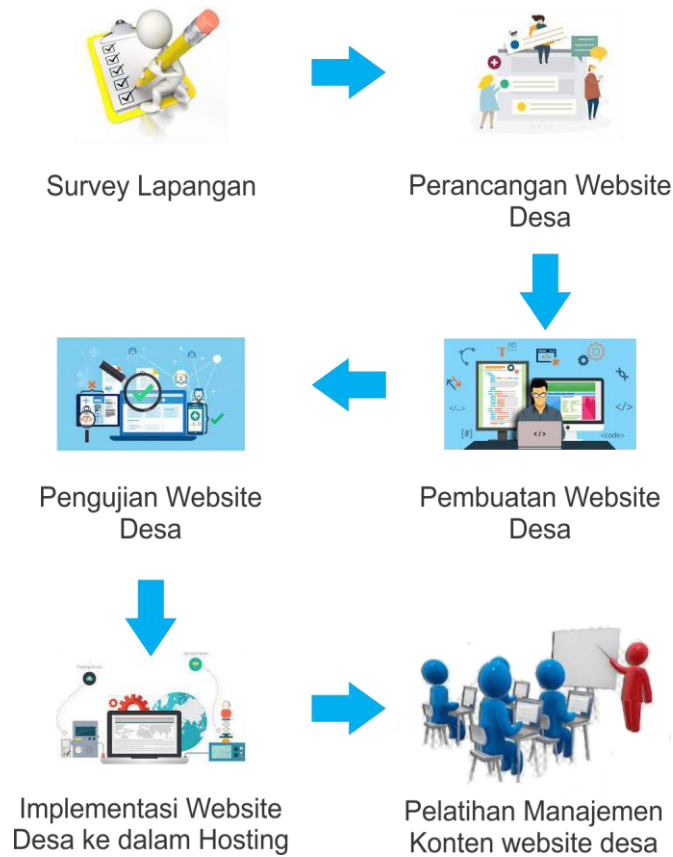 Survey Lapangan
Perancangan Website
Desa
Pembuatan Website
Desa
Pengujian Website
Desa
Implementasi Website
Desa ke dalam Hosting
Pelatihan Manajemen
Konten website desa
T
</>
[#]
</>
</>
<code>